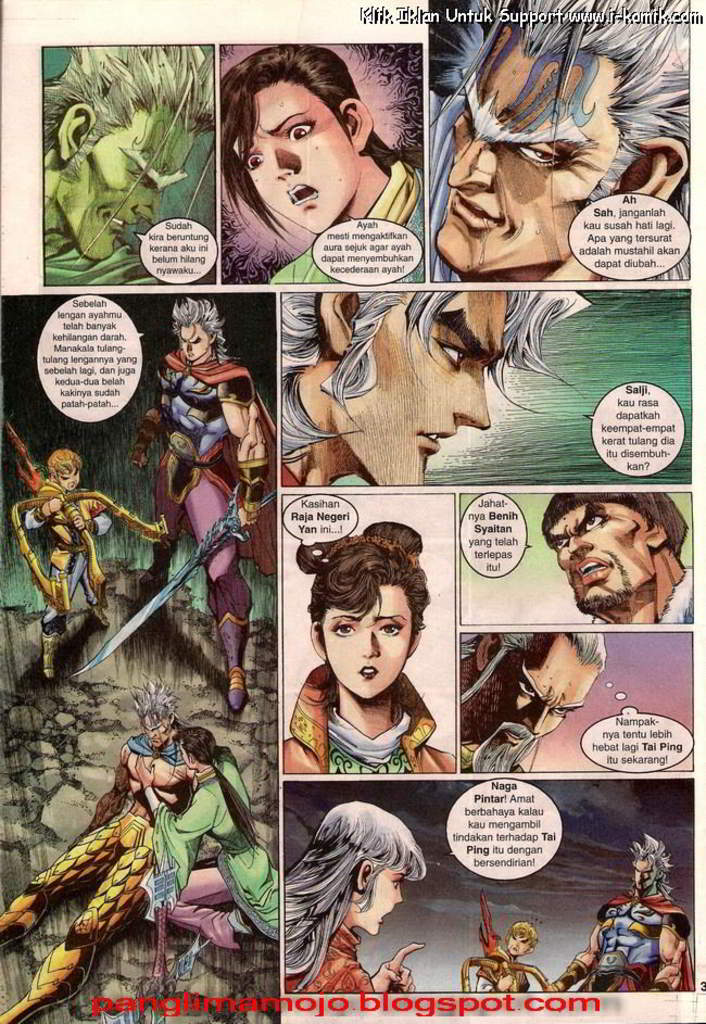 Klik Iklan Untuk Support www.i-komik.com
Sudah
kira beruntung
kerana aku ini
belum hilang
nyawaku...
Ayah
mesti mengaktifkan
aura sejuk agar ayah
dapat menyembuhkan
kecederaan ayah!
Ah
Sah, janganlah
kau susah hati lagi.
Apa yang tersurat
adalah mustahil akan
dapat diubah...
Sebelah
lengan ayahmu
telah banyak
kehilangan darah.
Manakala tulang-
tulang lengannya yang
sebelah lagi, dan juga
kedua-dua belah
kakinya sudah
patah-patah...
Salji,
kau rasa
dapatkah
keempat-empat
kerat tulang dia
itu disembuh-
kan?
Kasihan
Raja Negeri
Yan ini...!
Jahat-
nya Benih
Syaitan
yang telah
terlepas
itu!
Nampak-
nya tentu lebih
hebat lagi Tai Ping
itu sekarang!
Naga
Pintar! Amat
berbahaya kalau
kau mengambil
tindakan terhadap Tai
Ping itu dengan
bersendirian!
3
panglimamojo.blogspot.com